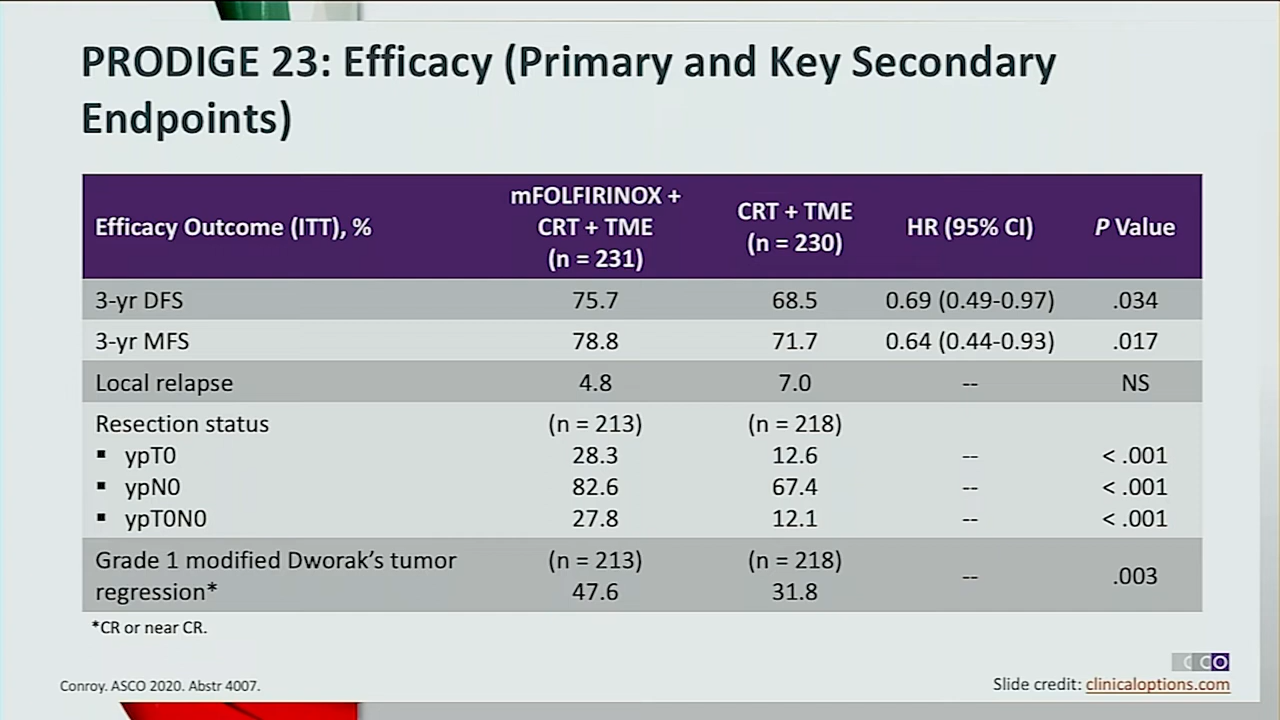 PRODIGE 23: Efficacy (Primary and Key Secondary
Endpoints)
Efficacy Outcome (ITT), % mFOLFIRINOX + CRT + TME (n = 231) CRT + TME (n = 230) HR (95% CI) P Value
3-yr DFS 75.7 68.5 0.69 (0.49-0.97) .034
3-yr MFS 78.8 71.7 0.64 (0.44-0.93) .017
Local relapse 4.8 7.0 -- NS
Resection status (n = 213) (n = 218)
▪ ypT0 28.3 12.6 -- < .001
▪ ypN0 82.6 67.4 -- < .001
▪ ypT0N0 27.8 12.1 -- < .001
Grade 1 modified Dworak's tumor (n = 213) (n = 218)
regression* 47.6 31.8 -- .003
*CR or near CR.
CCO
Conroy. ASCO 2020. Abstr 4007.
Slide credit: clinicaloptions.com